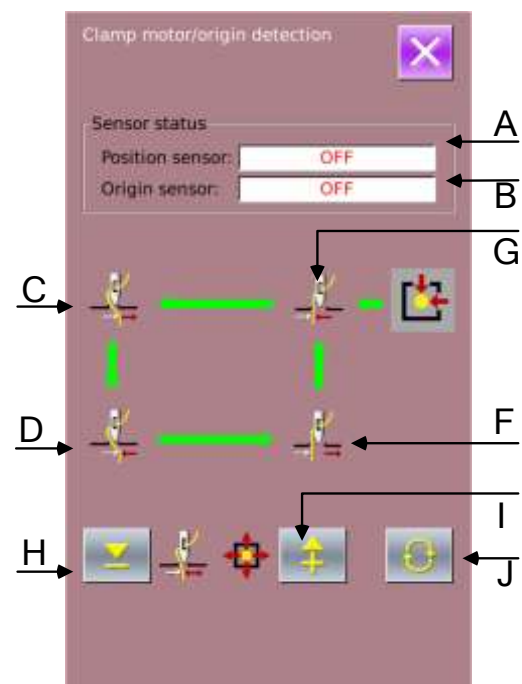 Clamp motor/origin detection
Sensor status
A
Position sensor: OFF
Origin sensor: OFF
B
G
C
D
F
I
H
J